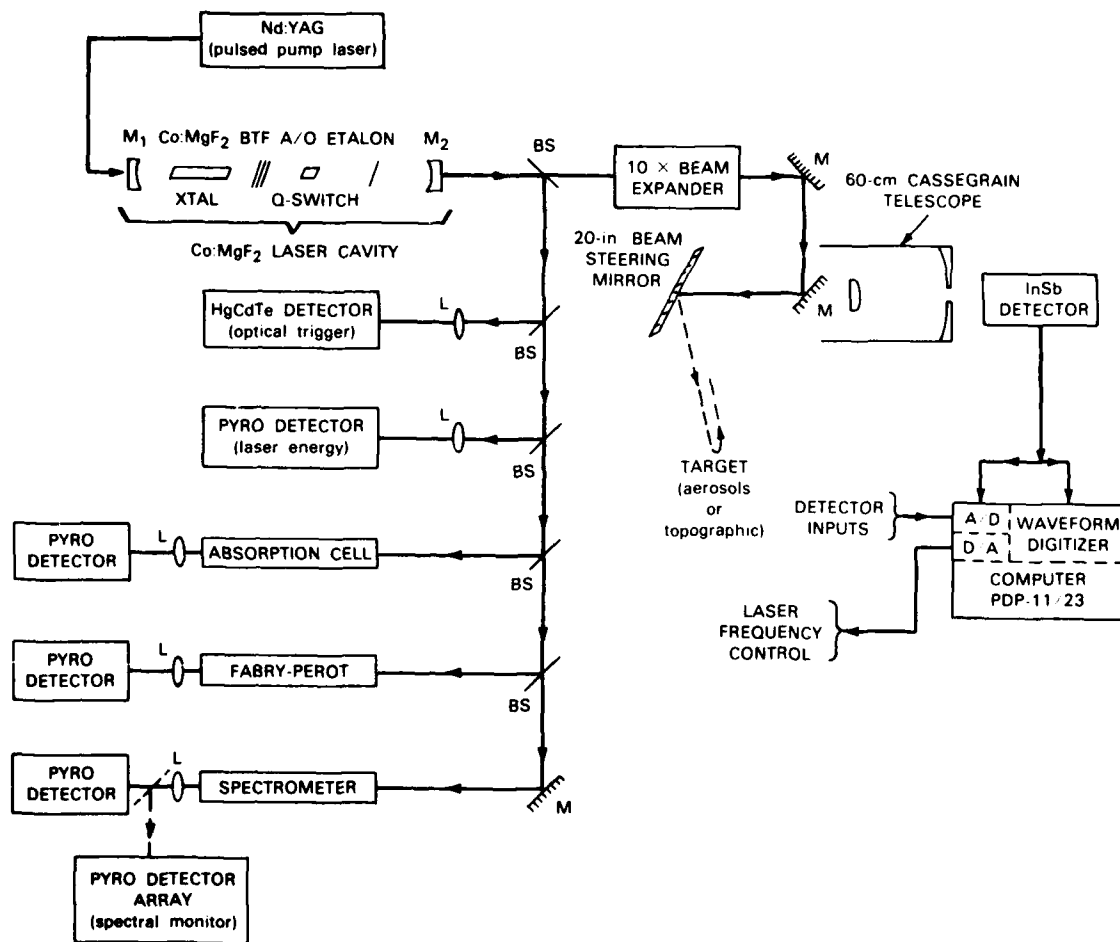 Nd:YAG
(pulsed pump laser)
M1 Co:MgF2 BTF A/O ETALON M2
XTAL Q-SWITCH
Co:MgF2 LASER CAVITY
BS
10 × BEAM
EXPANDER
M
60-cm CASSEGRAIN
TELESCOPE
20-in BEAM
STEERING
MIRROR
M
InSb
DETECTOR
HgCdTe DETECTOR
(optical trigger)
L
BS
PYRO DETECTOR
(laser energy)
L
BS
TARGET
(aerosols
or
topographic)
DETECTOR
INPUTS
A/D
D/A
WAVEFORM
DIGITIZER
COMPUTER
PDP-11/23
LASER
FREQUENCY
CONTROL
PYRO
DETECTOR
L
ABSORPTION CELL
BS
PYRO
DETECTOR
L
FABRY-PEROT
BS
PYRO
DETECTOR
L
SPECTROMETER
M
PYRO DETECTOR
ARRAY
(spectral monitor)